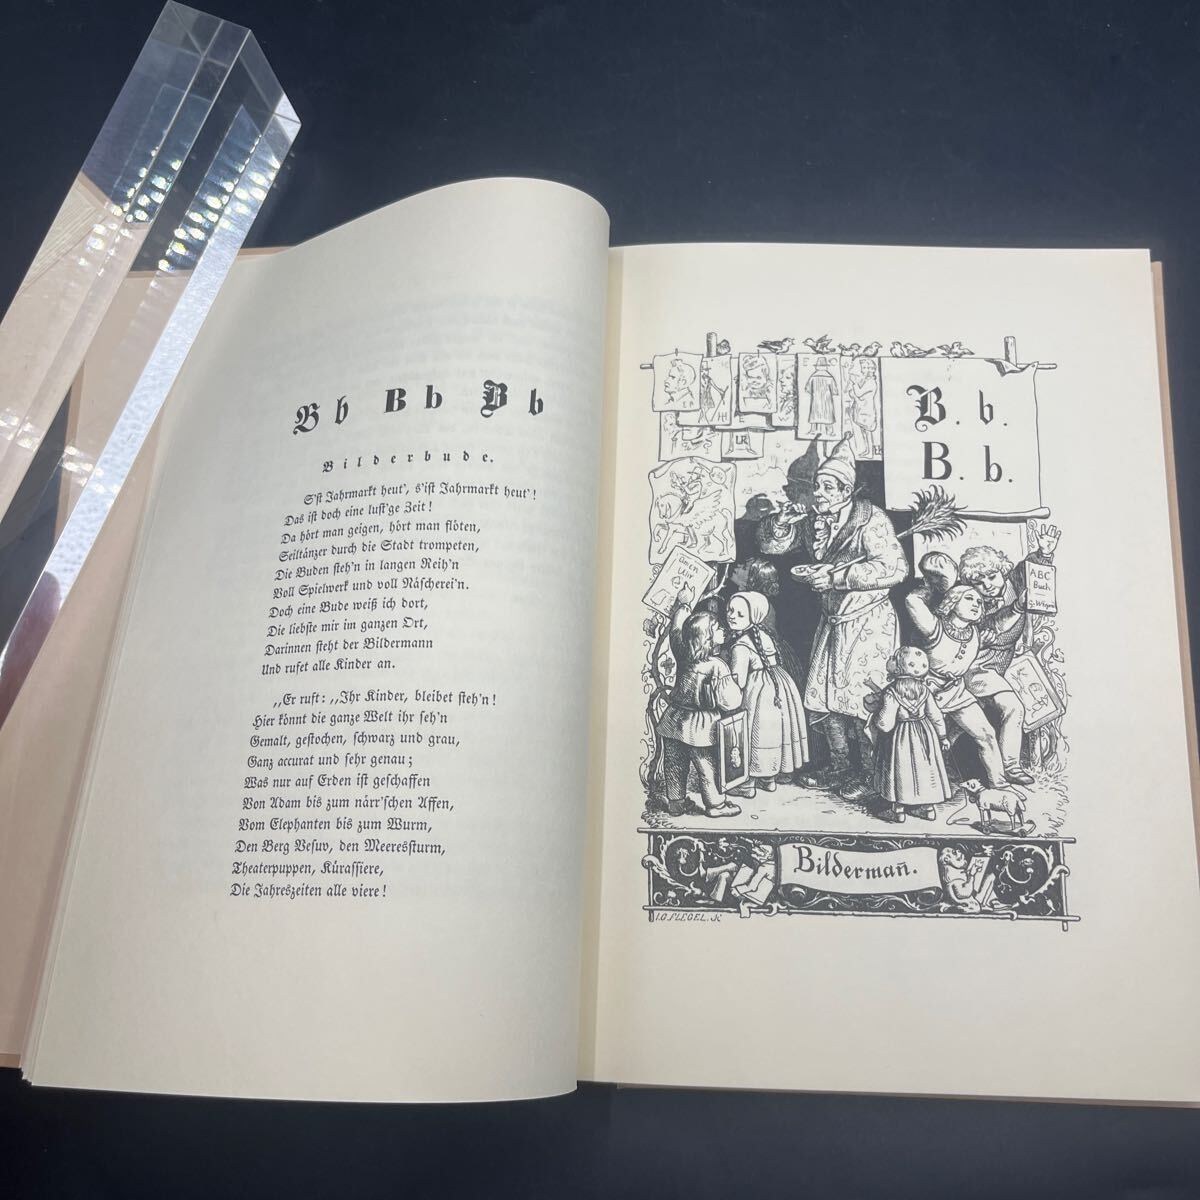 B b B b B b
Bilderbude.
S'ist Jahrmarkt heut', s'ist Jahrmarkt heut'!
Das ist doch eine lust'ge Zeit!
Da hört man geigen, hört man flöten,
Seiltänzer durch die Stadt trompeten,
Die Buden steh'n in langen Reih'n
Voll Spielwerk und voll Näscherei'n.
Doch eine Bude weiß ich dort,
Die liebste mir im ganzen Ort,
Darinnen steht der Bildermann
Und rufet alle Kinder an.
„Er ruft: „Ihr Kinder, bleibet steh'n!
Hier könnt die ganze Welt ihr seh'n
Gemalt, gestochen, schwarz und grau,
Ganz accurat und sehr genau;
Was nur auf Erden ist geschaffen
Von Adam bis zum närr'schen Affen,
Vom Elephanten bis zum Wurm,
Den Berg Vesuv, den Meeressturm,
Theaterpuppen, Kürassiere,
Die Jahreszeiten alle viere!
B. b.
B. b.
LR
ABC
Buch
Bilderman̄.
I.G.FLEGEL.